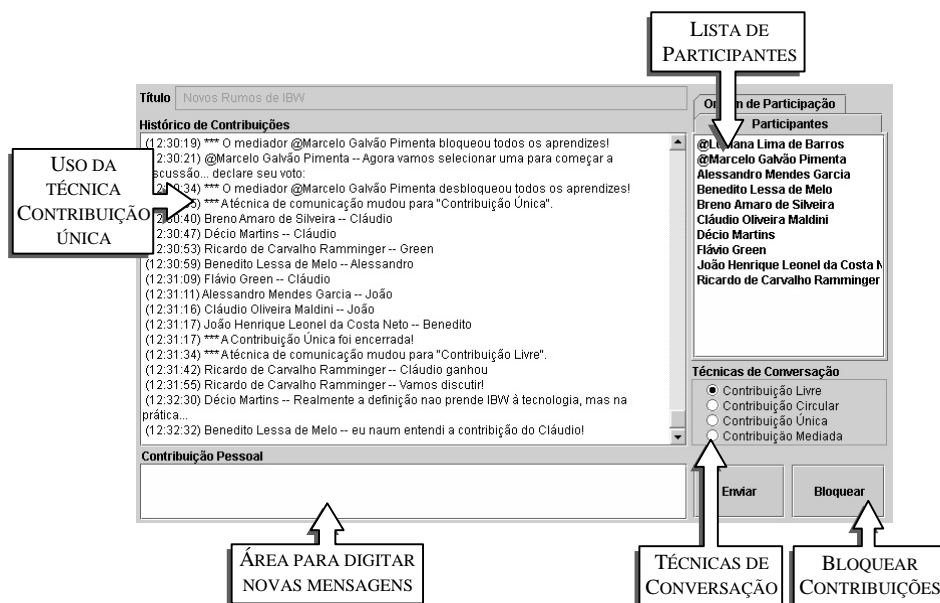 LISTA DE
PARTICIPANTES
Título Novos Rumos de IBW
Histórico de Contribuições
(12:30:19) *** O mediador @Marcelo Galvão Pimenta bloqueou todos os aprendizes!
(12:30:21) @Marcelo Galvão Pimenta -- Agora vamos selecionar uma para começar a
discussão... declare seu voto:
:34) *** O mediador @Marcelo Galvão Pimenta desbloqueou todos os aprendizes!
*** A técnica de comunicação mudou para "Contribuição Única".
(12:30:40) Breno Amaro de Silveira -- Cláudio
(12:30:47) Décio Martins -- Cláudio
(12:30:53) Ricardo de Carvalho Ramminger -- Green
(12:30:59) Benedito Lessa de Melo -- Alessandro
(12:31:09) Flávio Green -- Cláudio
(12:31:11) Alessandro Mendes Garcia -- João
(12:31:16) Cláudio Oliveira Maldini -- João
(12:31:17) João Henrique Leonel da Costa Neto -- Benedito
(12:31:17) *** A Contribuição Única foi encerrada!
(12:31:34) *** A técnica de comunicação mudou para "Contribuição Livre".
(12:31:42) Ricardo de Carvalho Ramminger -- Cláudio ganhou
(12:31:55) Ricardo de Carvalho Ramminger -- Vamos discutir!
(12:32:30) Décio Martins -- Realmente a definição nao prende IBW à tecnologia, mas na
prática...
(12:32:32) Benedito Lessa de Melo -- eu naum entendi a contribição do Cláudio!
Contribuição Pessoal
USO DA
TÉCNICA
CONTRIBUIÇÃO
ÚNICA
de Participação
Participantes
Lima de Barros
@Marcelo Galvão Pimenta
Alessandro Mendes Garcia
Benedito Lessa de Melo
Breno Amaro de Silveira
Cláudio Oliveira Maldini
Décio Martins
Flávio Green
João Henrique Leonel da Costa N
Ricardo de Carvalho Ramminger
Técnicas de Conversação
Contribuição Livre
Contribuição Circular
Contribuição Única
Contribuição Mediada
Enviar
Bloquear
ÁREA PARA DIGITAR
NOVAS MENSAGENS
TÉCNICAS DE
CONVERSAÇÃO
BLOQUEAR
CONTRIBUIÇÕES